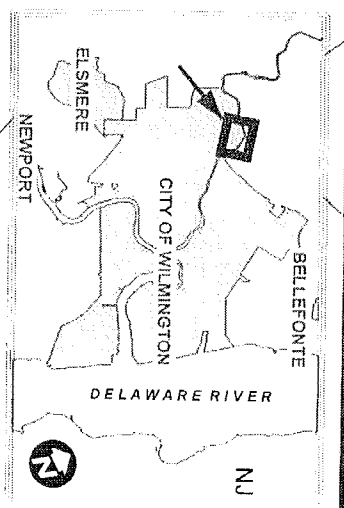 ELSMERE
NEWPORT
CITY OF WILMINGTON
BELLEFONTE
DELAWARE RIVER
N
NJ